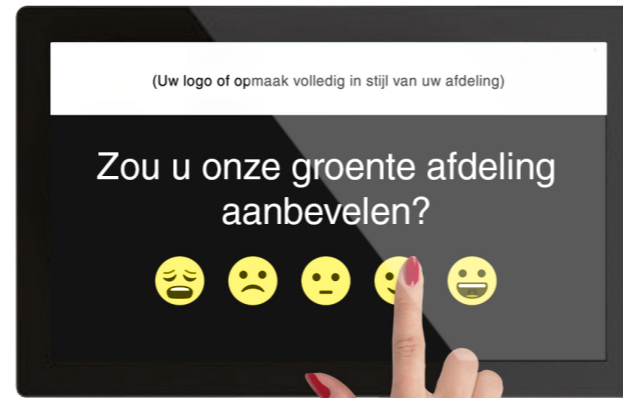 (Uw logo of opmaak volledig in stijl van uw afdeling)
Zou u onze groente afdeling
aanbevelen?